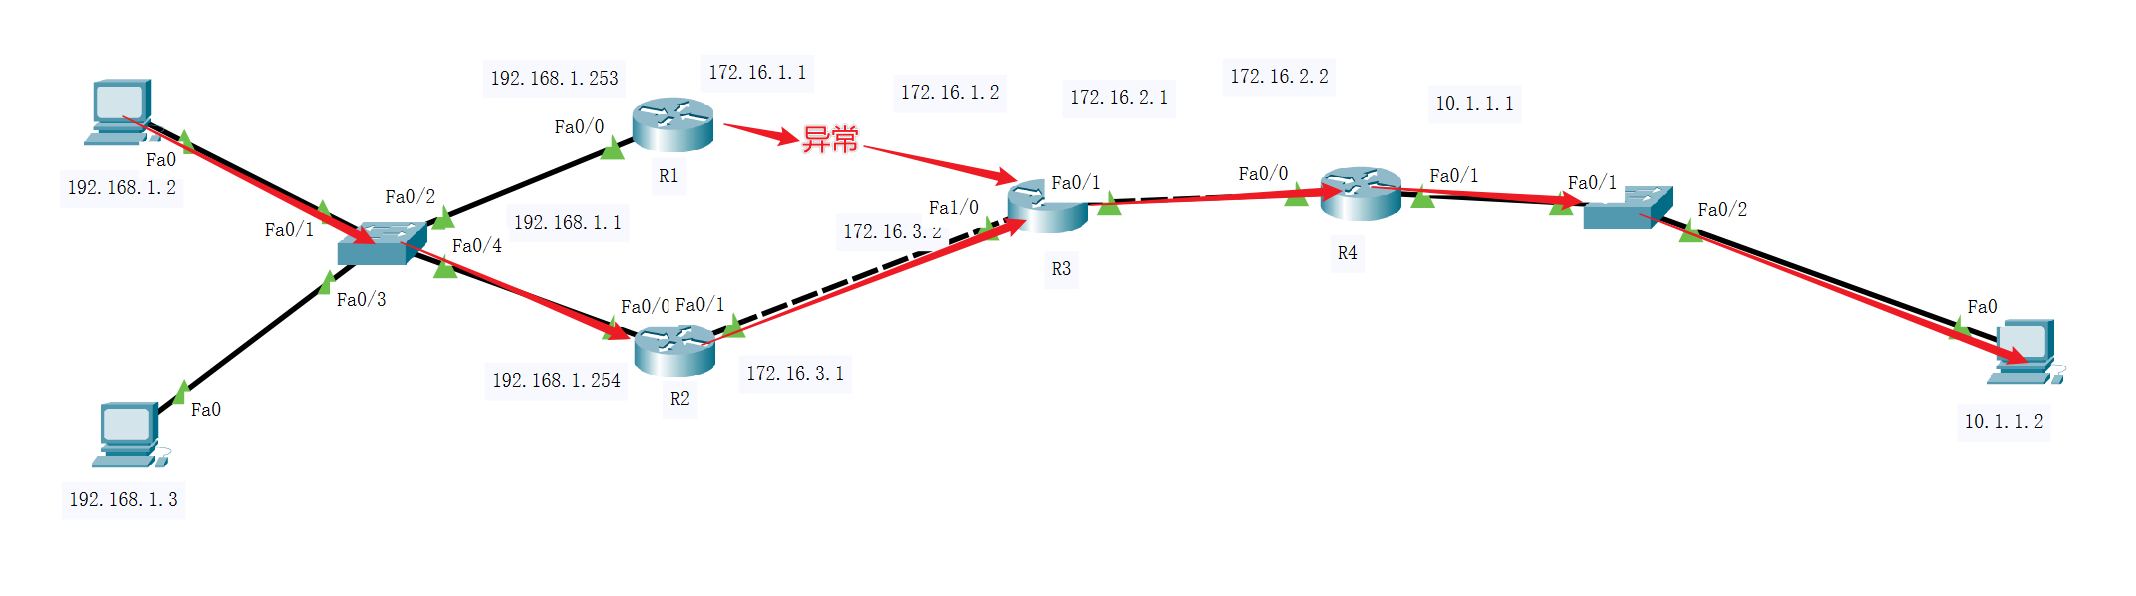 192.168.1.253
172.16.1.1
172.16.1.2
172.16.2.1
172.16.2.2
10.1.1.1
Fa0/0
异常
R1
Fa0
192.168.1.2
Fa0/2
Fa0/1
192.168.1.1
Fa0/4
Fa0/3
Fa1/0
172.16.3.2
Fa0/1
R3
Fa0/0
R4
Fa0/1
Fa0/1
Fa0/2
Fa0/0
Fa0/1
192.168.1.254
R2
172.16.3.1
Fa0
10.1.1.2
Fa0
192.168.1.3